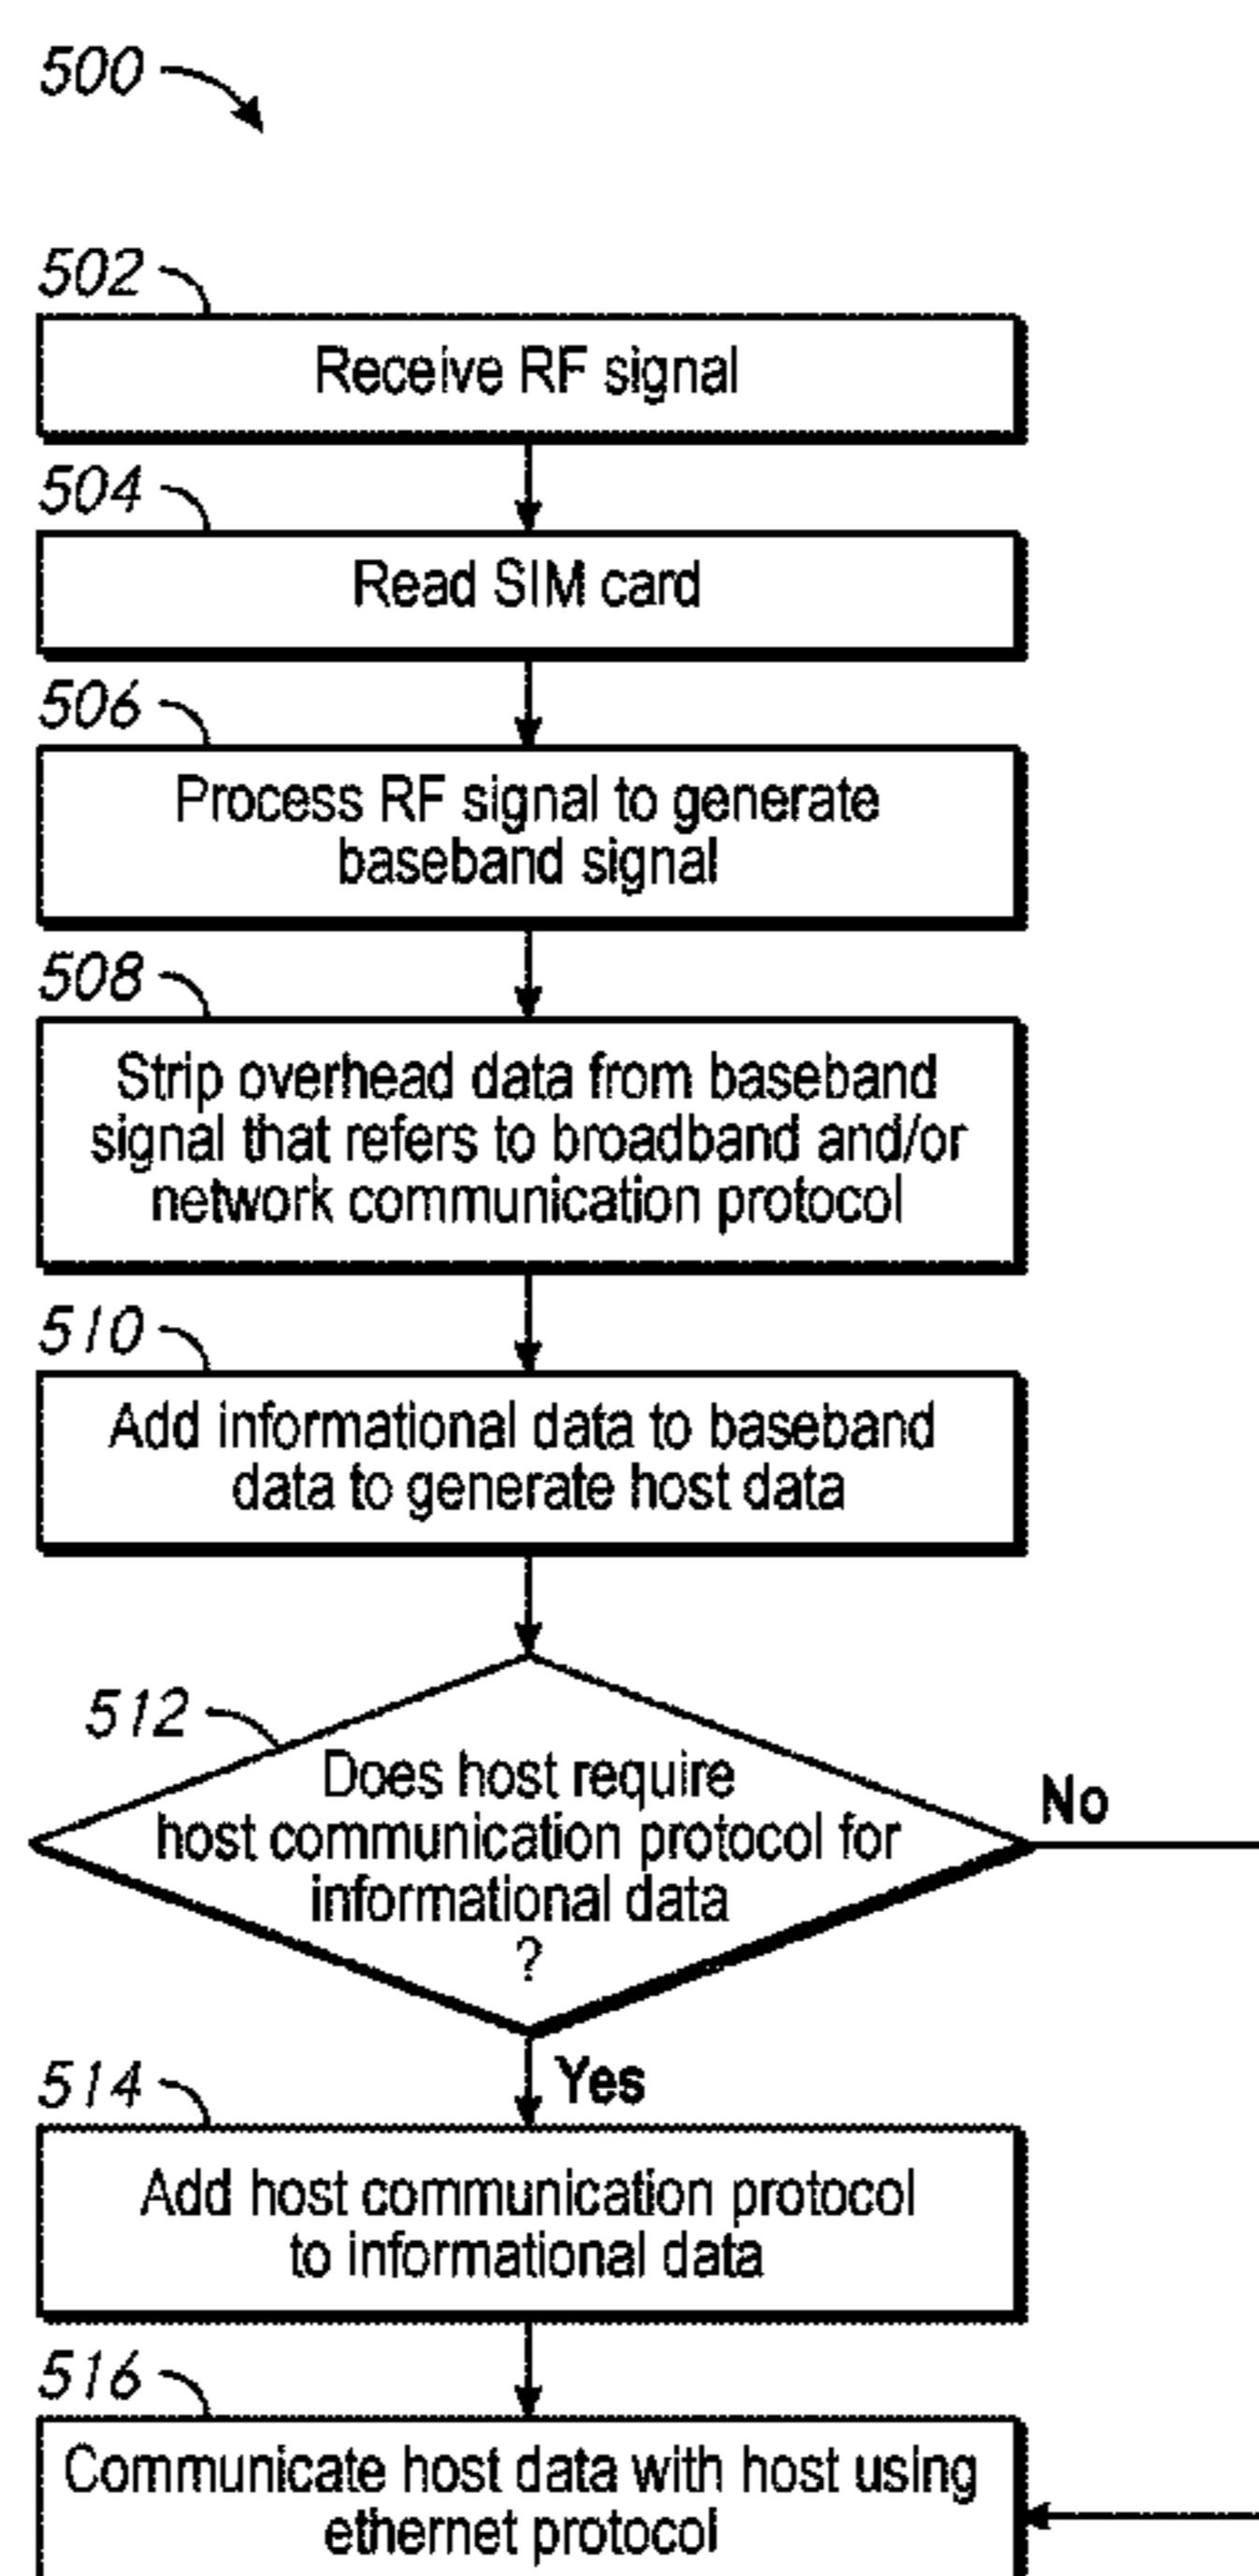 500
502
Receive RF signal
504
Read SIM card
506
Process RF signal to generate
baseband signal
508
Strip overhead data from baseband
signal that refers to broadband and/or
network communication protocol
510
Add informational data to baseband
data to generate host data
512
Does host require
host communication protocol for
informational data
?
No
Yes
514
Add host communication protocol
to informational data
516
Communicate host data with host using
ethernet protocol